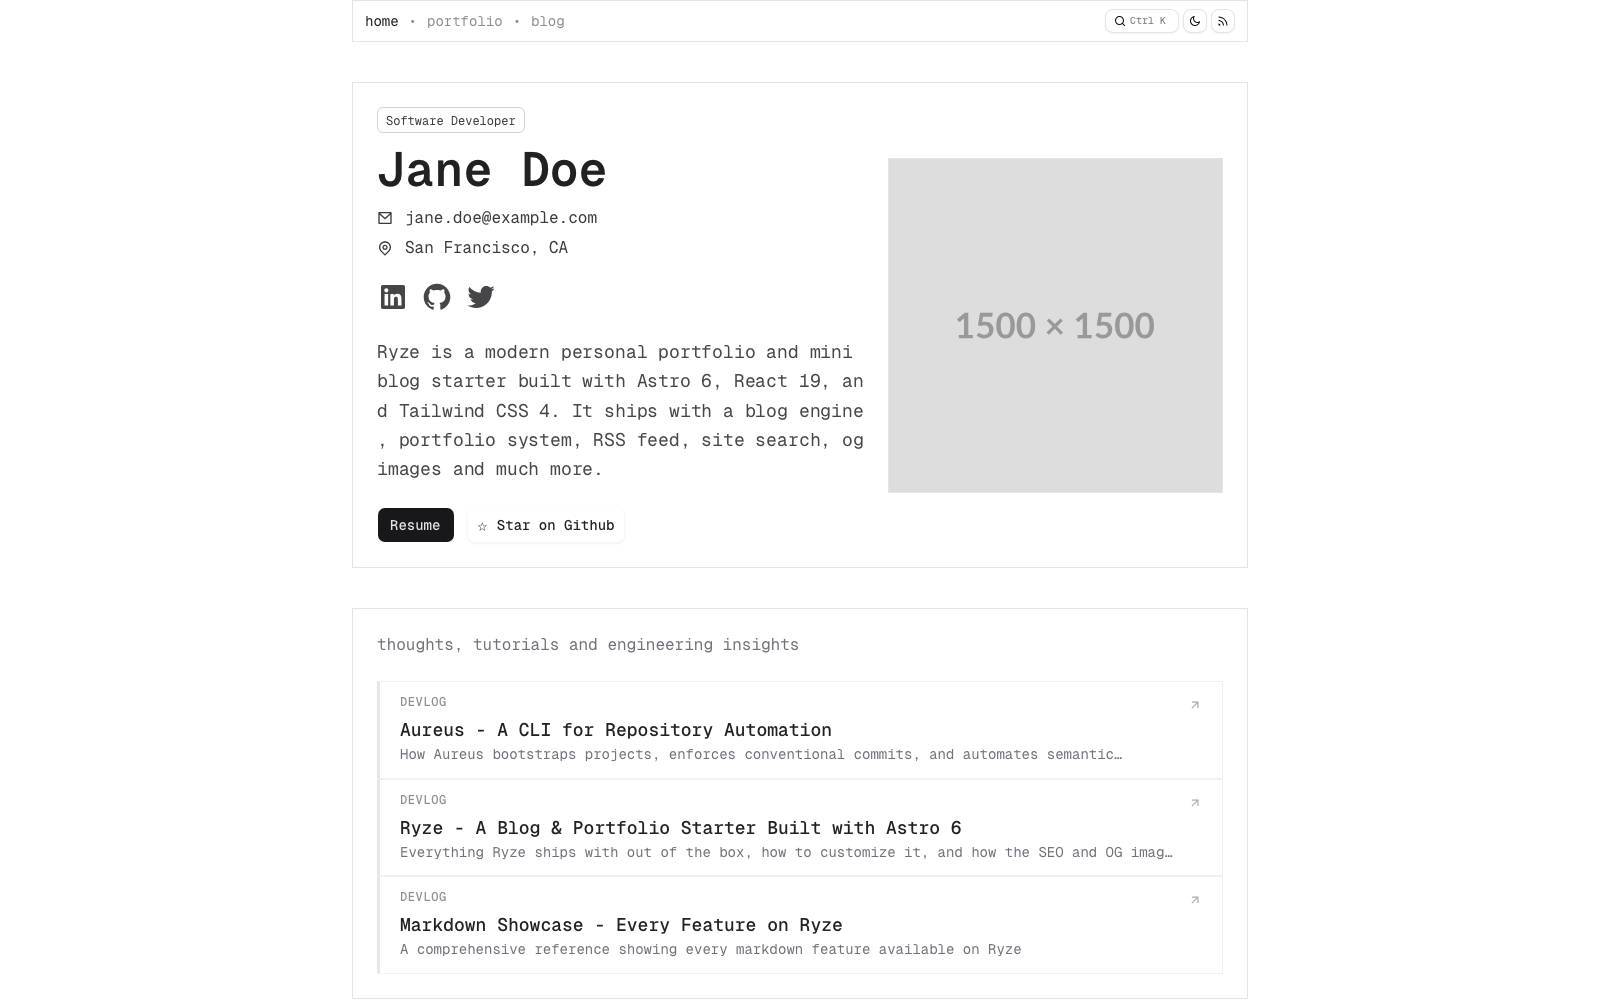 home • portfolio • blog
Ctrl K
Software Developer
Jane Doe
jane.doe@example.com
San Francisco, CA
Ryze is a modern personal portfolio and mini
blog starter built with Astro 6, React 19, an
d Tailwind CSS 4. It ships with a blog engine
, portfolio system, RSS feed, site search, og
images and much more.
Resume
☆ Star on Github
1500 × 1500
thoughts, tutorials and engineering insights
DEVLOG
Aureus - A CLI for Repository Automation
How Aureus bootstraps projects, enforces conventional commits, and automates semantic…
DEVLOG
Ryze - A Blog & Portfolio Starter Built with Astro 6
Everything Ryze ships with out of the box, how to customize it, and how the SEO and OG imag…
DEVLOG
Markdown Showcase - Every Feature on Ryze
A comprehensive reference showing every markdown feature available on Ryze